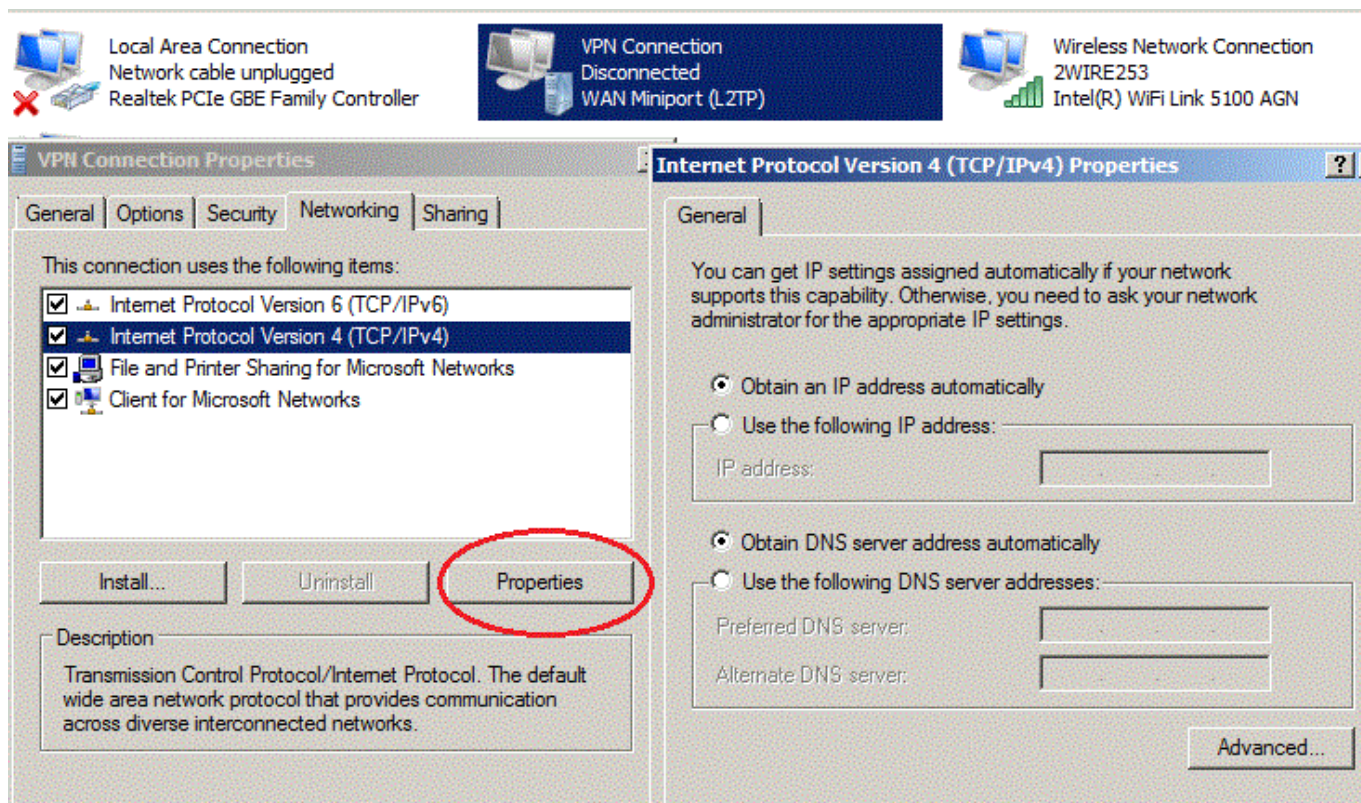 Local Area Connection
Network cable unplugged
Realtek PCIe GBE Family Controller
VPN Connection
Disconnected
WAN Miniport (L2TP)
Wireless Network Connection
2WIRE253
Intel(R) WiFi Link 5100 AGN
VPN Connection Properties
General Options Security Networking Sharing
This connection uses the following items:
Internet Protocol Version 6 (TCP/IPv6)
Internet Protocol Version 4 (TCP/IPv4)
File and Printer Sharing for Microsoft Networks
Client for Microsoft Networks
Install... Uninstall Properties
Description
Transmission Control Protocol/Internet Protocol. The default
wide area network protocol that provides communication
across diverse interconnected networks.
Internet Protocol Version 4 (TCP/IPv4) Properties ?
General
You can get IP settings assigned automatically if your network
supports this capability. Otherwise, you need to ask your network
administrator for the appropriate IP settings.
Obtain an IP address automatically
Use the following IP address:
IP address:
Obtain DNS server address automatically
Use the following DNS server addresses:
Preferred DNS server:
Alternate DNS server:
Advanced...